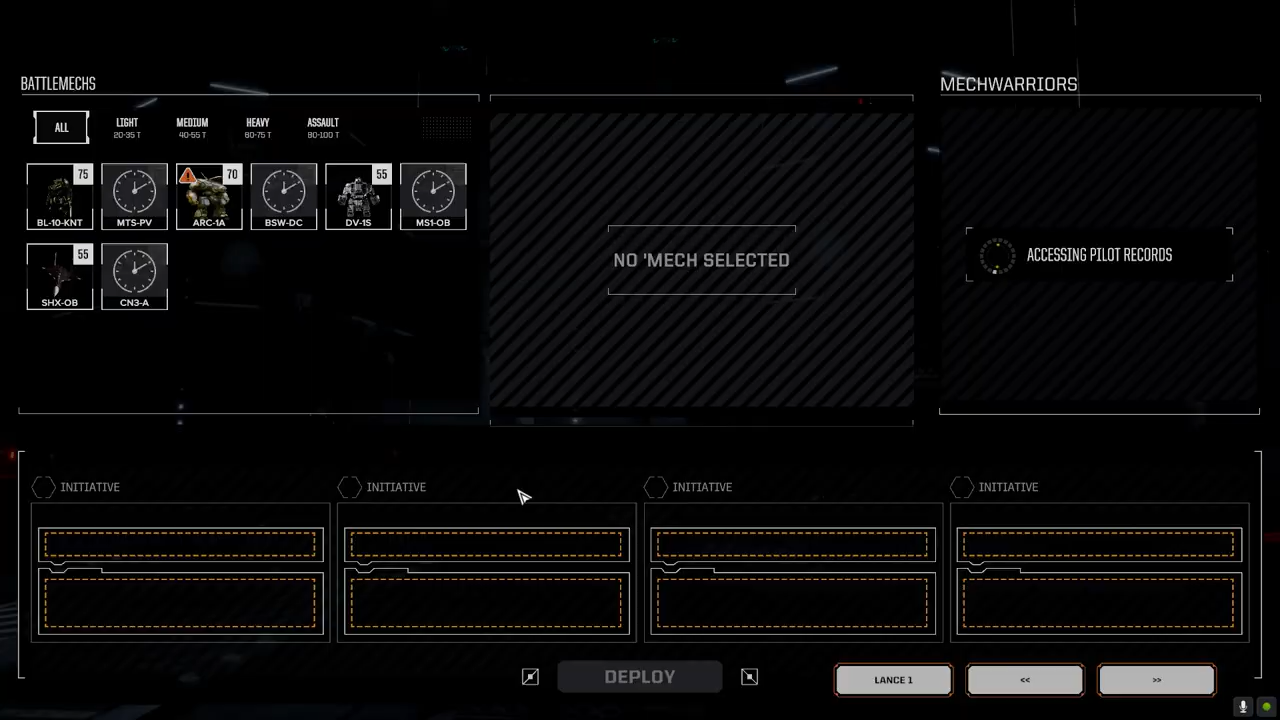 BATTLEMECHS
MECHWARRIORS
ALL
LIGHT
20-35 T
MEDIUM
40-55 T
HEAVY
60-75 T
ASSAULT
80-100 T
75
BL-10-KNT
MTS-PV
70
ARC-1A
BSW-DC
55
DV-1S
MS1-OB
55
SHX-OB
CN3-A
NO 'MECH SELECTED
ACCESSING PILOT RECORDS
INITIATIVE
INITIATIVE
INITIATIVE
INITIATIVE
DEPLOY
LANCE 1
<<
>>